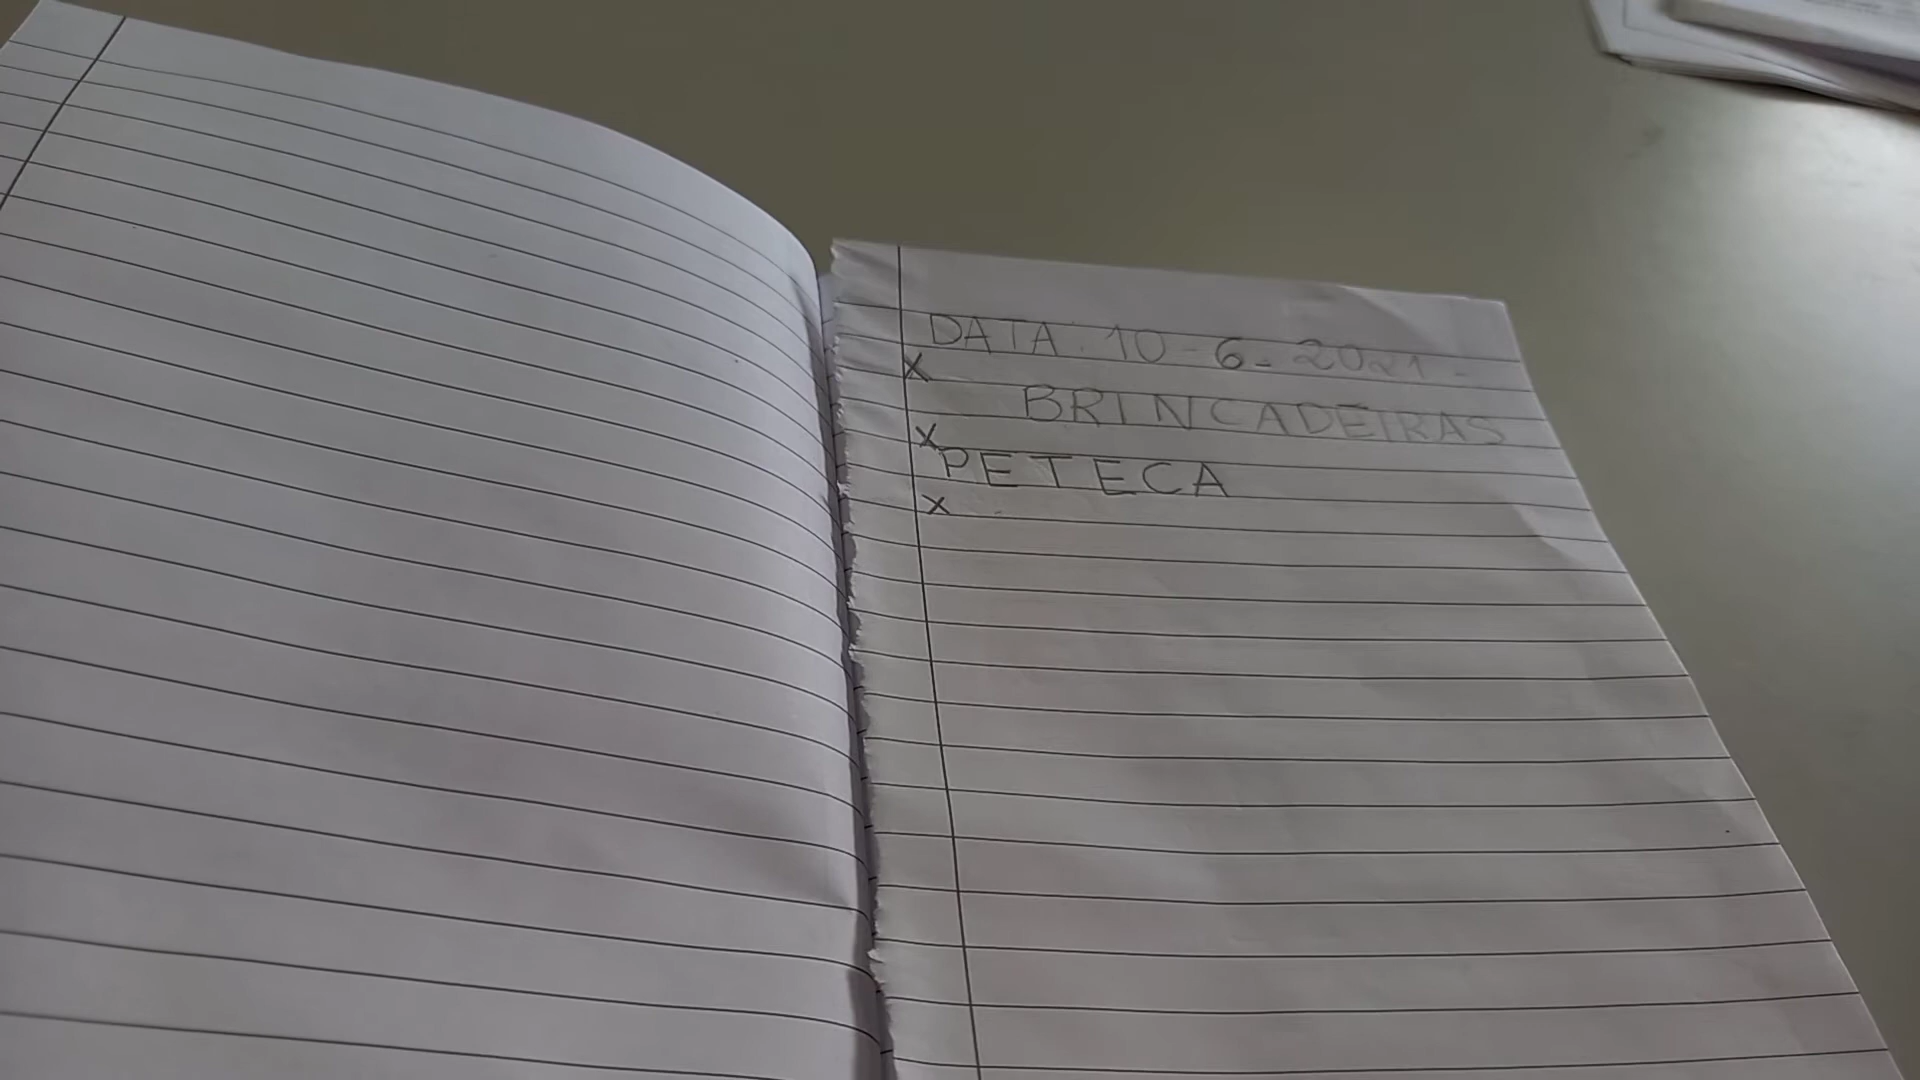 DATA. 10-6-2021-
x
BRINCADEIRAS
x
PETECA
x